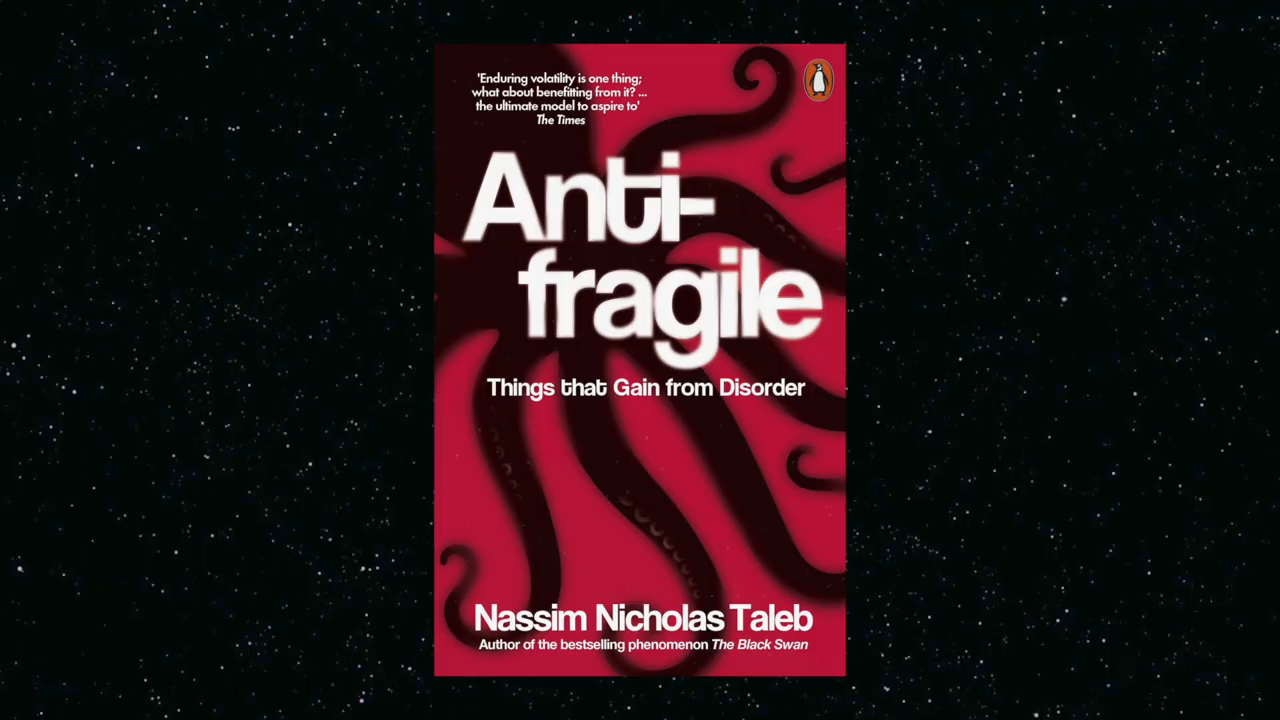 'Enduring volatility is one thing;
what about benefitting from it? ...
the ultimate model to aspire to'
The Times
Anti-
fragile
Things that Gain from Disorder
Nassim Nicholas Taleb
Author of the bestselling phenomenon The Black Swan